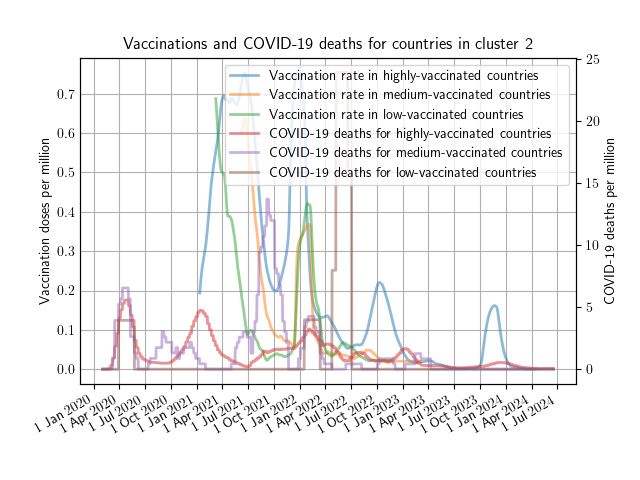 Vaccinations and COVID-19 deaths for countries in cluster 2
Vaccination rate in highly-vaccinated countries
Vaccination rate in medium-vaccinated countries
Vaccination rate in low-vaccinated countries
COVID-19 deaths for highly-vaccinated countries
COVID-19 deaths for medium-vaccinated countries
COVID-19 deaths for low-vaccinated countries
Vaccination doses per million
0.7
0.6
0.5
0.4
0.3
0.2
0.1
0.0
COVID-19 deaths per million
25
20
15
10
5
0
1 Jan 2020
1 Apr 2020
1 Jul 2020
1 Oct 2020
1 Jan 2021
1 Apr 2021
1 Jul 2021
1 Oct 2021
1 Jan 2022
1 Apr 2022
1 Jul 2022
1 Oct 2022
1 Jan 2023
1 Apr 2023
1 Jul 2023
1 Oct 2023
1 Jan 2024
1 Apr 2024
1 Jul 2024